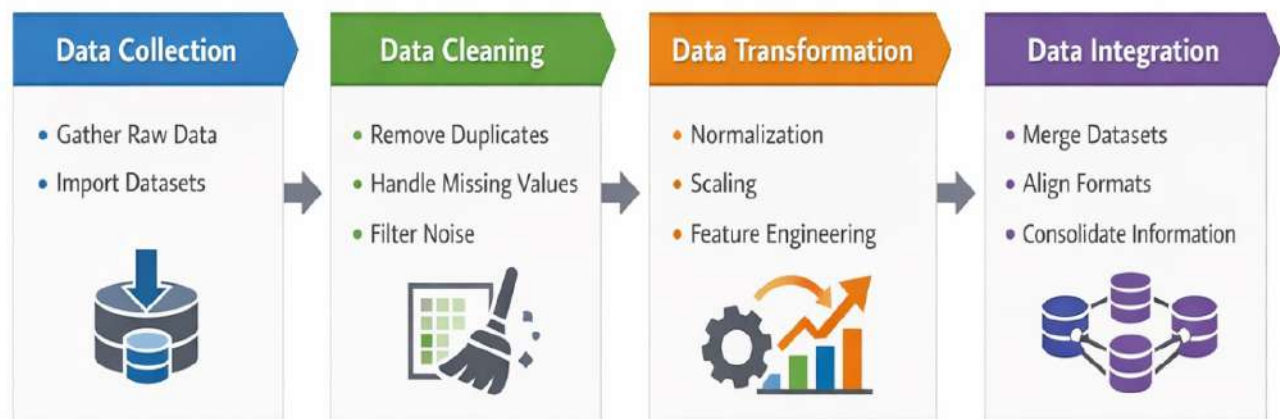 Data Collection
• Gather Raw Data
• Import Datasets
Data Cleaning
• Remove Duplicates
• Handle Missing Values
• Filter Noise
Data Transformation
• Normalization
• Scaling
• Feature Engineering
Data Integration
• Merge Datasets
• Align Formats
• Consolidate Information